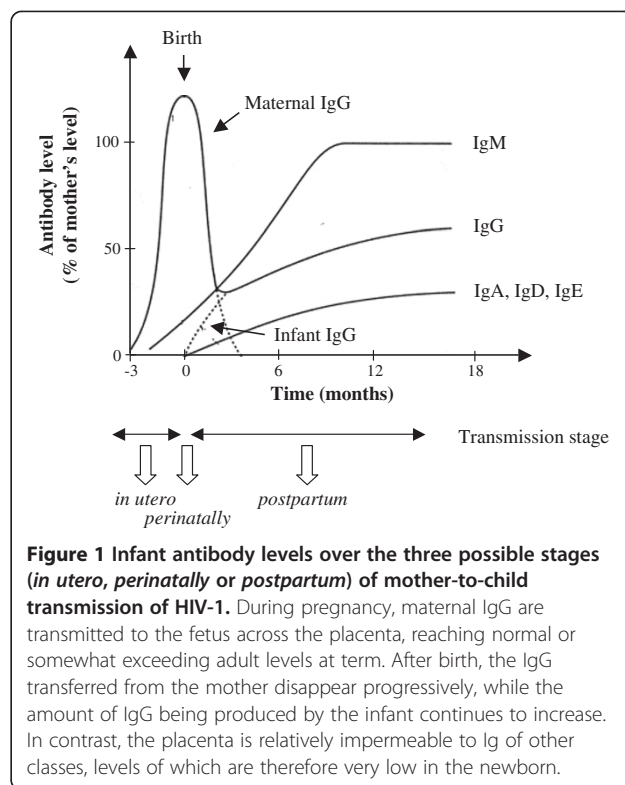 Birth
Maternal IgG
Antibody level
(% of mother's level)
100
50
0
IgM
IgG
IgA, IgD, IgE
Infant IgG
-3
0
6
12
18
Time (months)
Transmission stage
in utero
perinatally
postpartum
Figure 1 Infant antibody levels over the three possible stages
(in utero, perinatally or postpartum) of mother-to-child
transmission of HIV-1. During pregnancy, maternal IgG are
transmitted to the fetus across the placenta, reaching normal or
somewhat exceeding adult levels at term. After birth, the IgG
transferred from the mother disappear progressively, while the
amount of IgG being produced by the infant continues to increase.
In contrast, the placenta is relatively impermeable to Ig of other
classes, levels of which are therefore very low in the newborn.